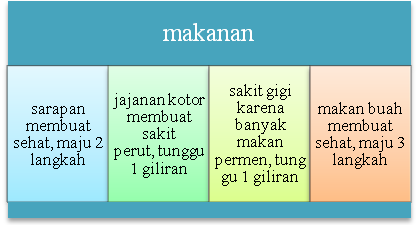 makanan
sarapan
membuat
sehat, maju 2
langkah
jajanan kotor
membuat
sakit
perut, tunggu
1 giliran
sakit gigi
karena
banyak
makan
permen, tung
gu 1 giliran
makan buah
membuat
sehat, maju 3
langkah